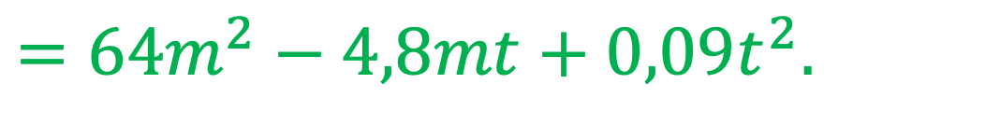 = 64m² − 4,8mt + 0,09t².